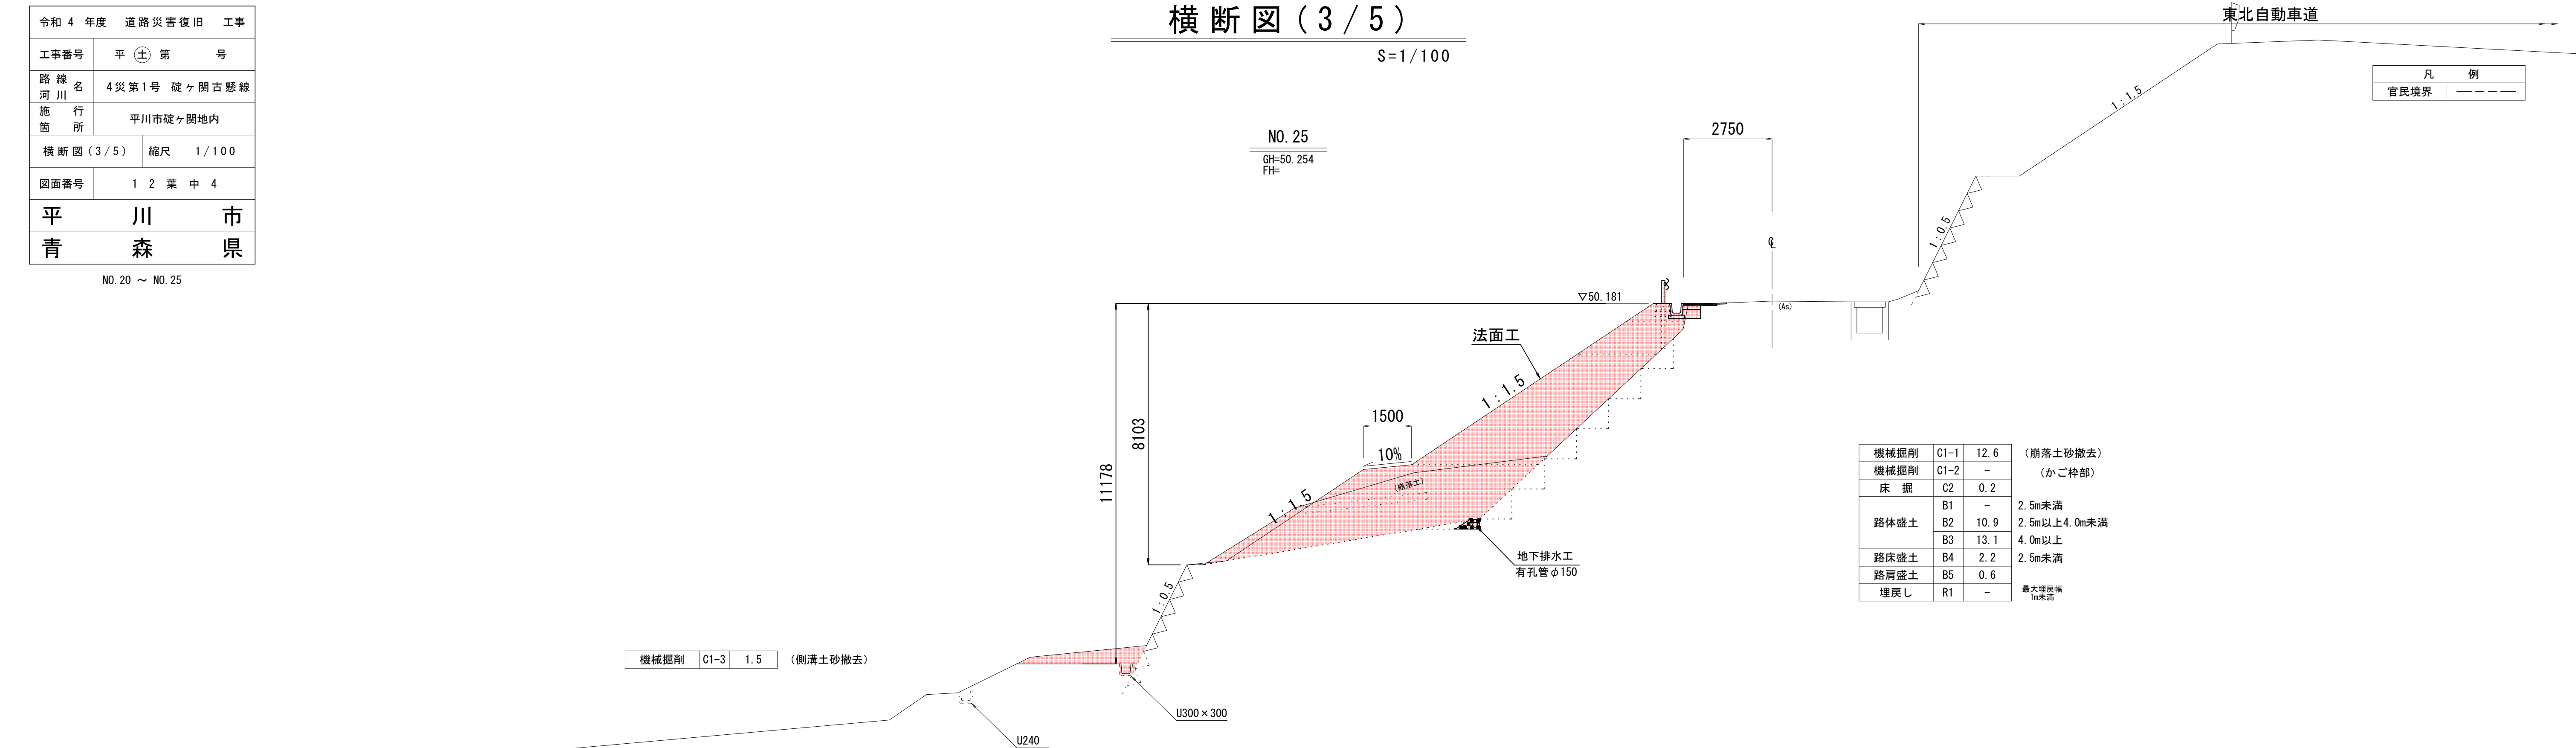 横断図(3/5)
S=1/100
令和 4 年度 道路災害復旧 工事
工事番号 平 土 第 号
路線
河川
名 4災第1号 碇ヶ関古懸線
施行
箇所
平川市碇ヶ関地内
横断図(3/5) 縮尺 1/100
図面番号 1 2 葉 中 4
平川市
青森県
NO.20 ～ NO.25
東北自動車道
凡例
官民境界
NO.25
GH=50.254
FH=
2750
1:1.5
1:0.5
℄
(As)
▽50.181
法面工
1:1.5
1500
10%
8103
11178
1:1.5
(崩落土)
地下排水工
有孔管φ150
1:0.5
U300×300
U240
機械掘削 C1-3 1.5 (側溝土砂撤去)
機械掘削 C1-1 12.6 (崩落土砂撤去)
機械掘削 C1-2 - (かご枠部)
床掘 C2 0.2
路体盛土 B1 - 2.5m未満
B2 10.9 2.5m以上4.0m未満
B3 13.1 4.0m以上
路床盛土 B4 2.2 2.5m未満
路肩盛土 B5 0.6
埋戻し R1 - 最大埋戻幅
1m未満